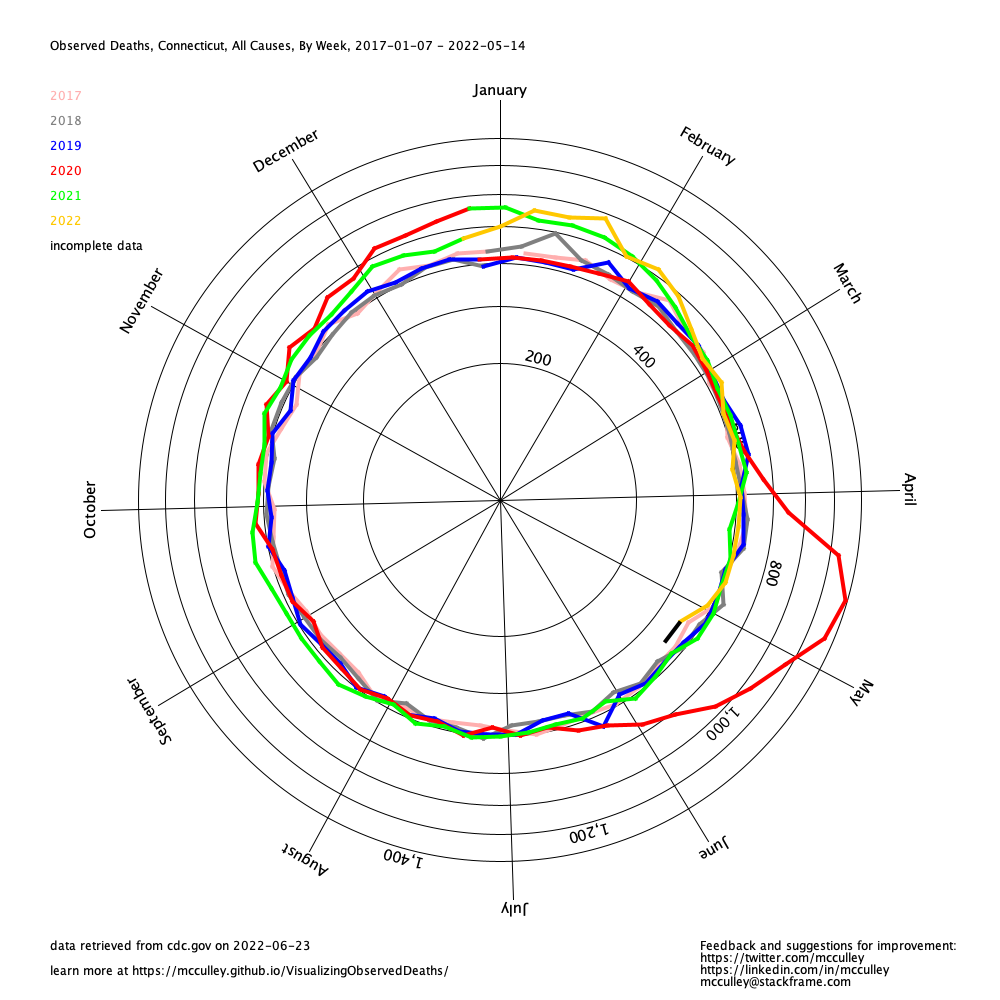 Observed Deaths, Connecticut, All Causes, By Week, 2017-01-07 - 2022-05-14
2017
2018
2019
2020
2021
2022
incomplete data
January
February
March
April
May
June
July
August
September
October
November
December
200
400
800
1,000
1,200
1,400
data retrieved from cdc.gov on 2022-06-23
learn more at https://mcculley.github.io/VisualizingObservedDeaths/
Feedback and suggestions for improvement:
https://twitter.com/mcculley
https://linkedin.com/in/mcculley
mcculley@stackframe.com